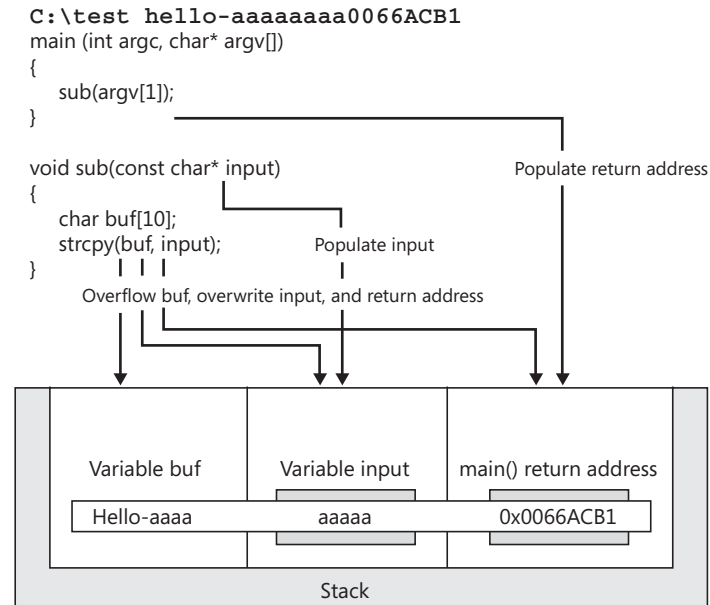 C:\test hello-aaaaaaaa0066ACB1
main (int argc, char* argv[])
{
sub(argv[1]);
}
void sub(const char* input)
Populate return address
{
char buf[10];
strcpy(buf, input);
Populate input
}
Overflow buf, overwrite input, and return address
Variable buf
Variable input
main() return address
Hello-aaaa
aaaaa
0x0066ACB1
Stack